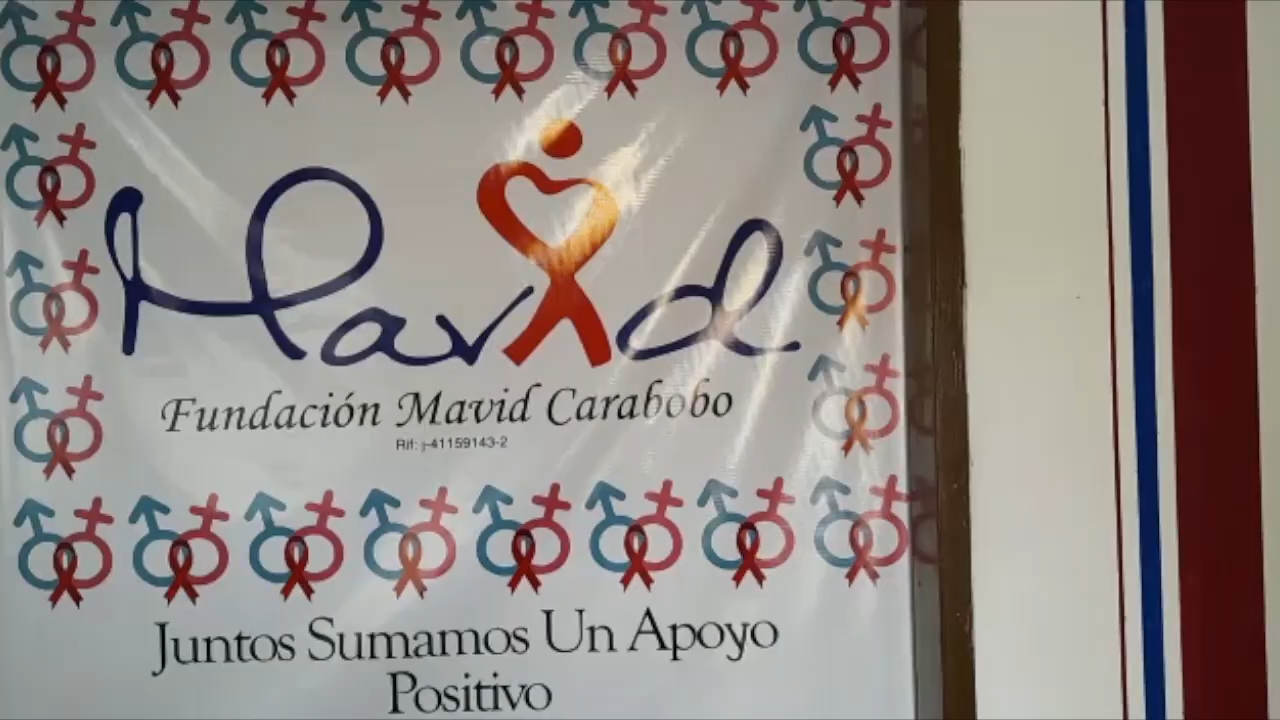 Mavid
Fundación Mavid Carabobo
Rif: j-41159143-2
Juntos Sumamos Un Apoyo
Positivo